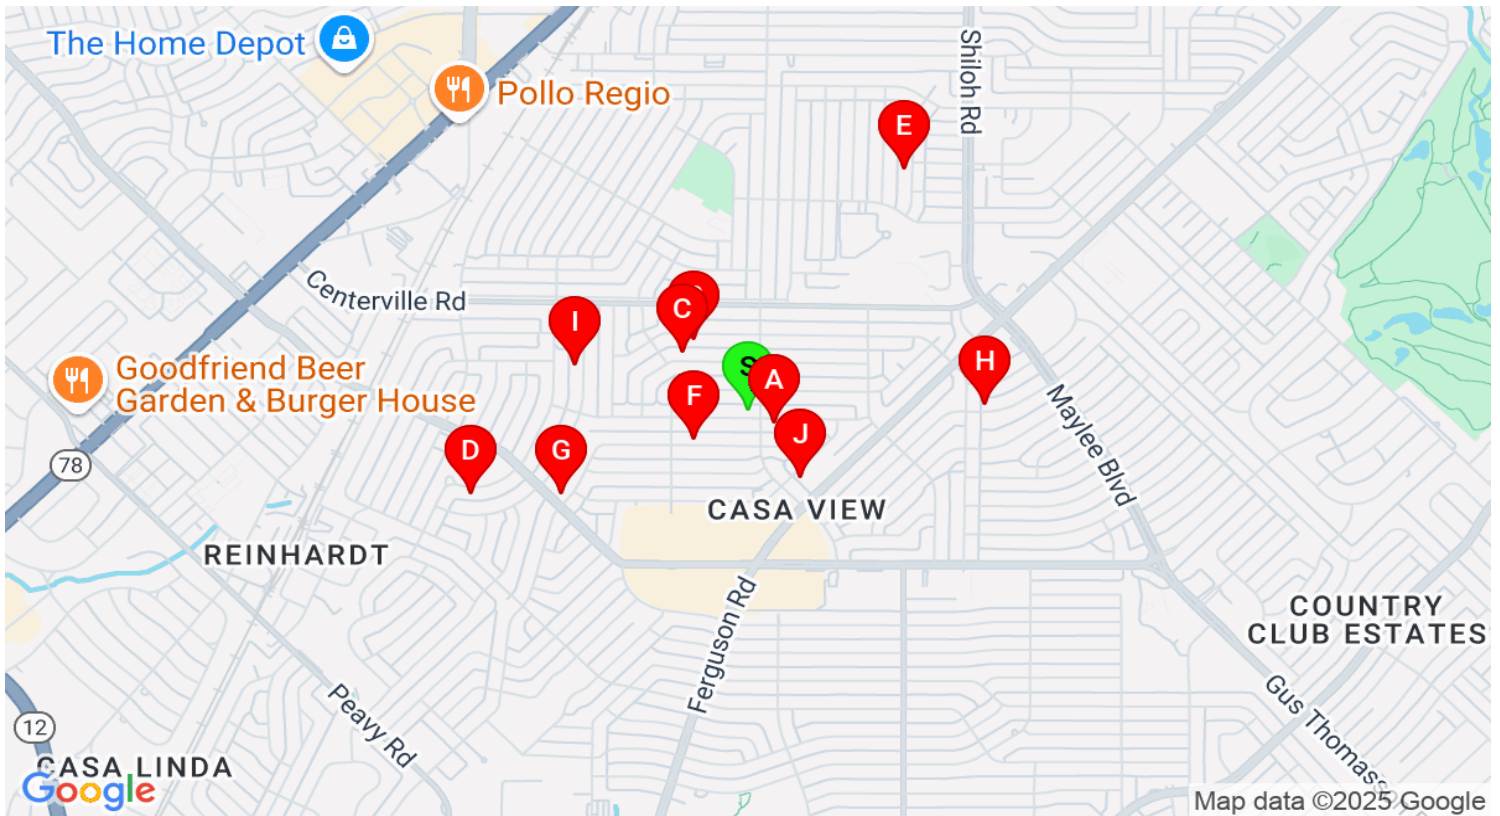 The Home Depot
Pollo Regio
Shiloh Rd
E
Centerville Rd
C
I
S
A
H
Goodfriend Beer
Garden & Burger House
F
Maylee Blvd
J
D
G
78
CASA VIEW
REINHARDT
Ferguson Rd
COUNTRY
CLUB ESTATES
Peavy Rd
Gus Thomasson
12
CASA LINDA
Google
Map data ©2025 Google